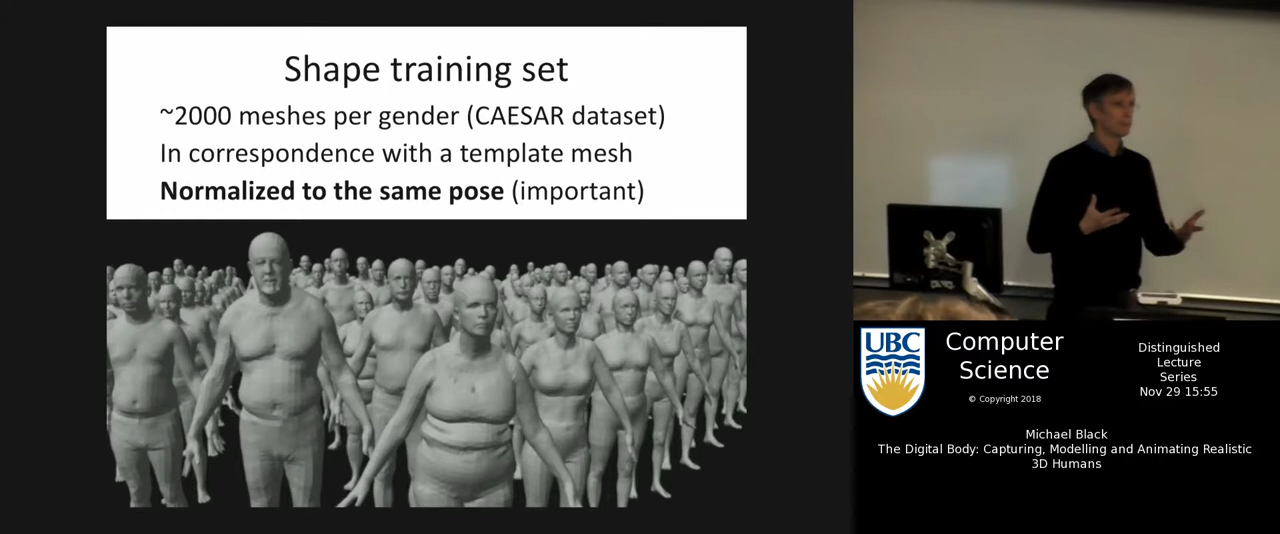 Shape training set
~2000 meshes per gender (CAESAR dataset)
In correspondence with a template mesh
Normalized to the same pose (important)
UBC
Computer
Science
© Copyright 2018
Distinguished
Lecture
Series
Nov 29 15:55
Michael Black
The Digital Body: Capturing, Modelling and Animating Realistic
3D Humans